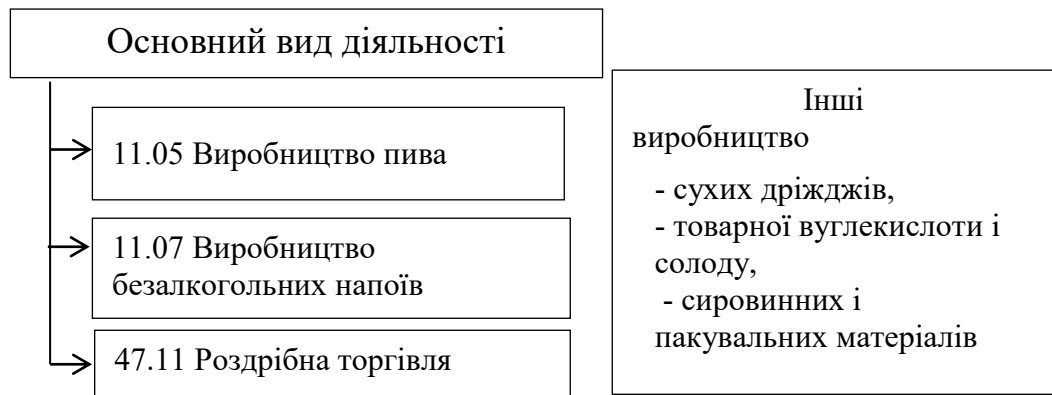 Основний вид діяльності
11.05 Виробництво пива
11.07 Виробництво
безалкогольних напоїв
47.11 Роздрібна торгівля
Інші
виробництво
- сухих дріжджів,
- товарної вуглекислоти і
солоду,
- сировинних і
пакувальних матеріалів